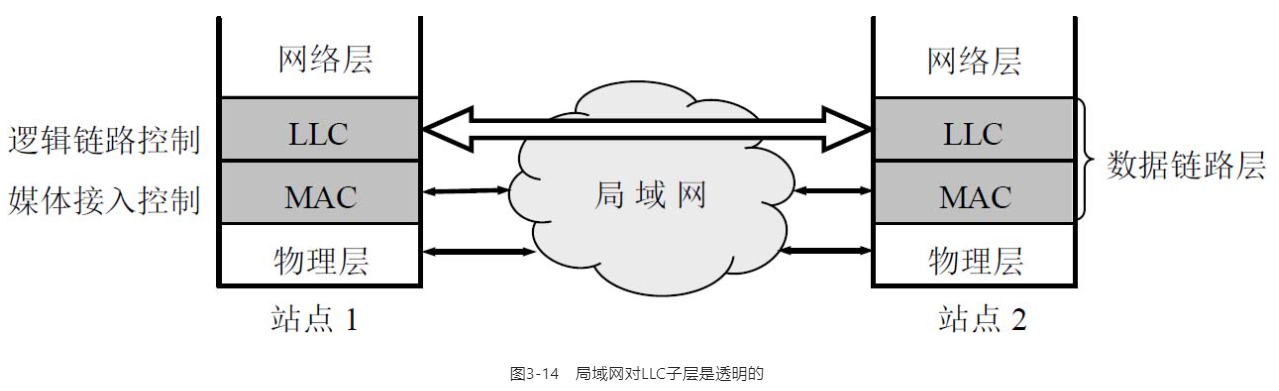 网络层
网络层
逻辑链路控制
LLC
LLC
数据链路层
媒体接入控制
MAC
局域网
MAC
物理层
物理层
站点 1
站点 2
图3-14 局域网对LLC子层是透明的